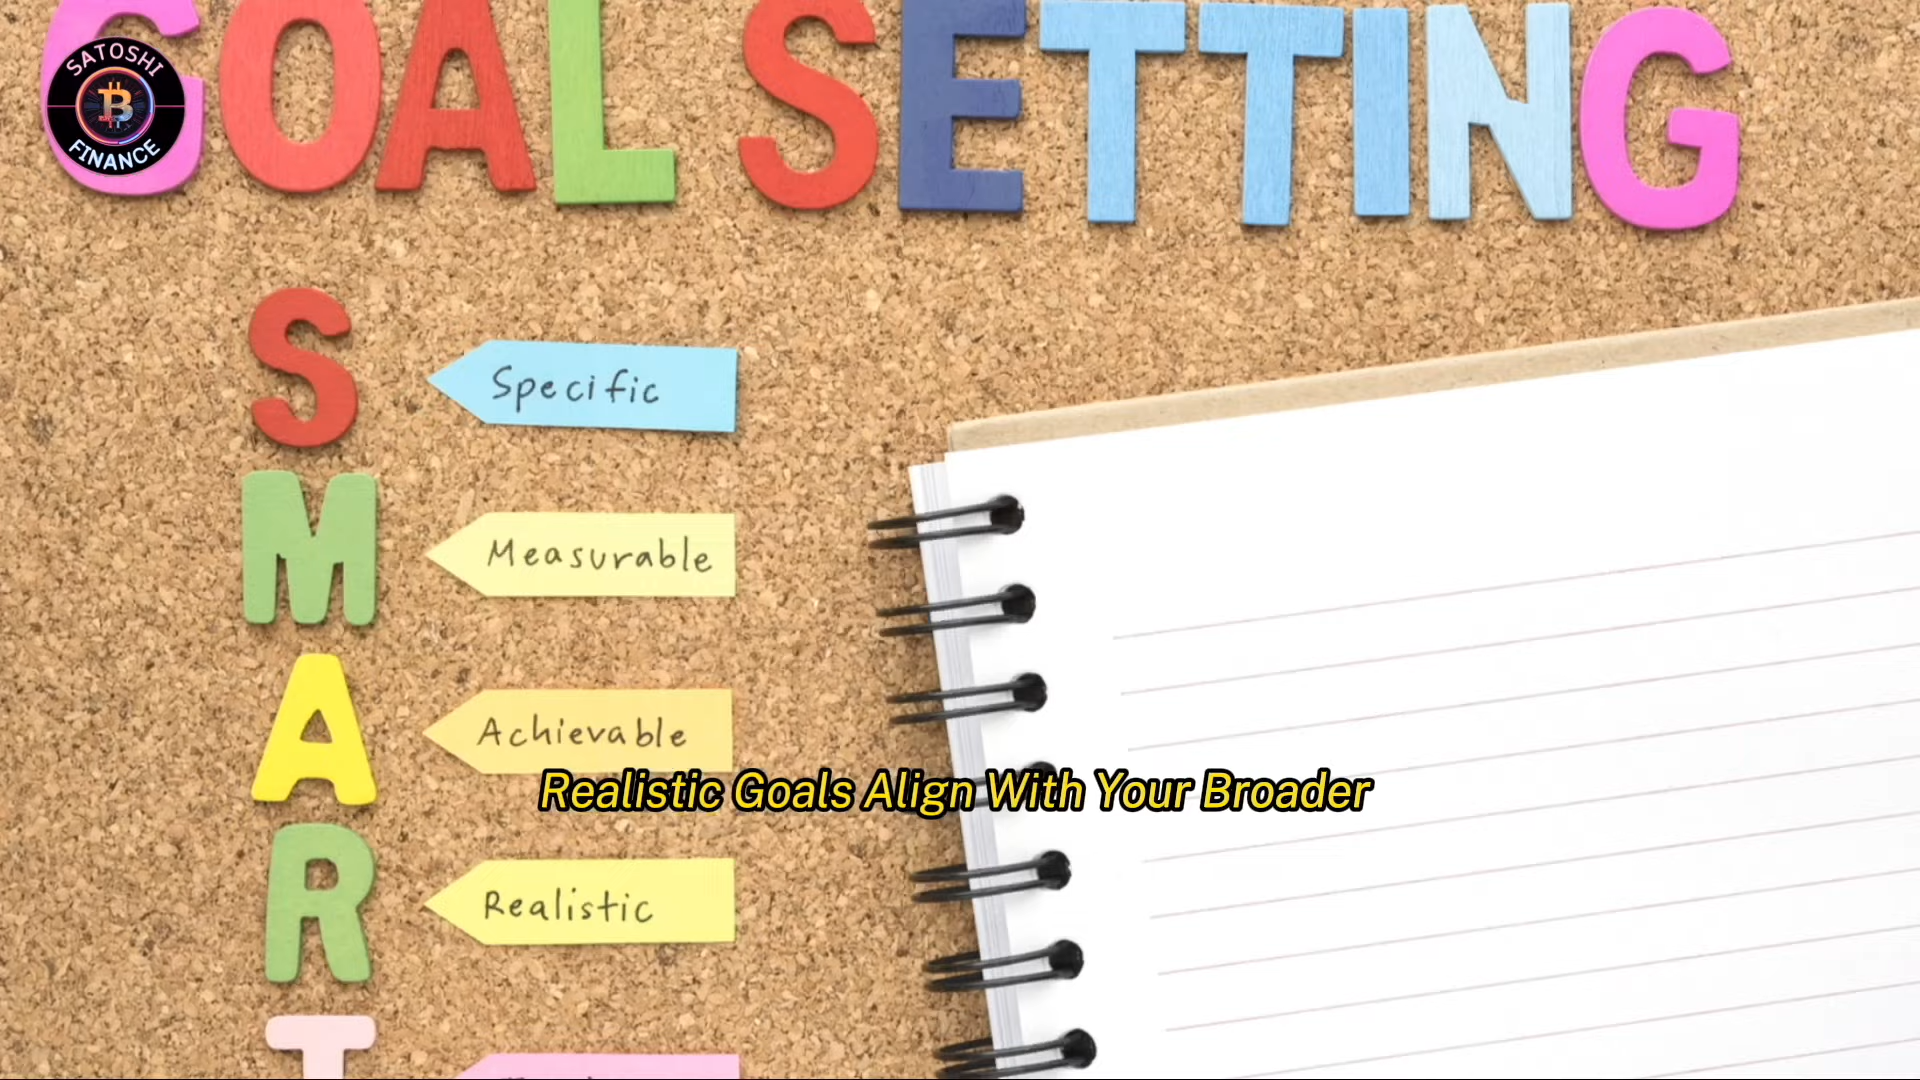 GOAL SETTING
SATOSHI
FINANCE
S Specific
M Measurable
A Achievable
Realistic Goals Align With Your Broader
R Realistic
T